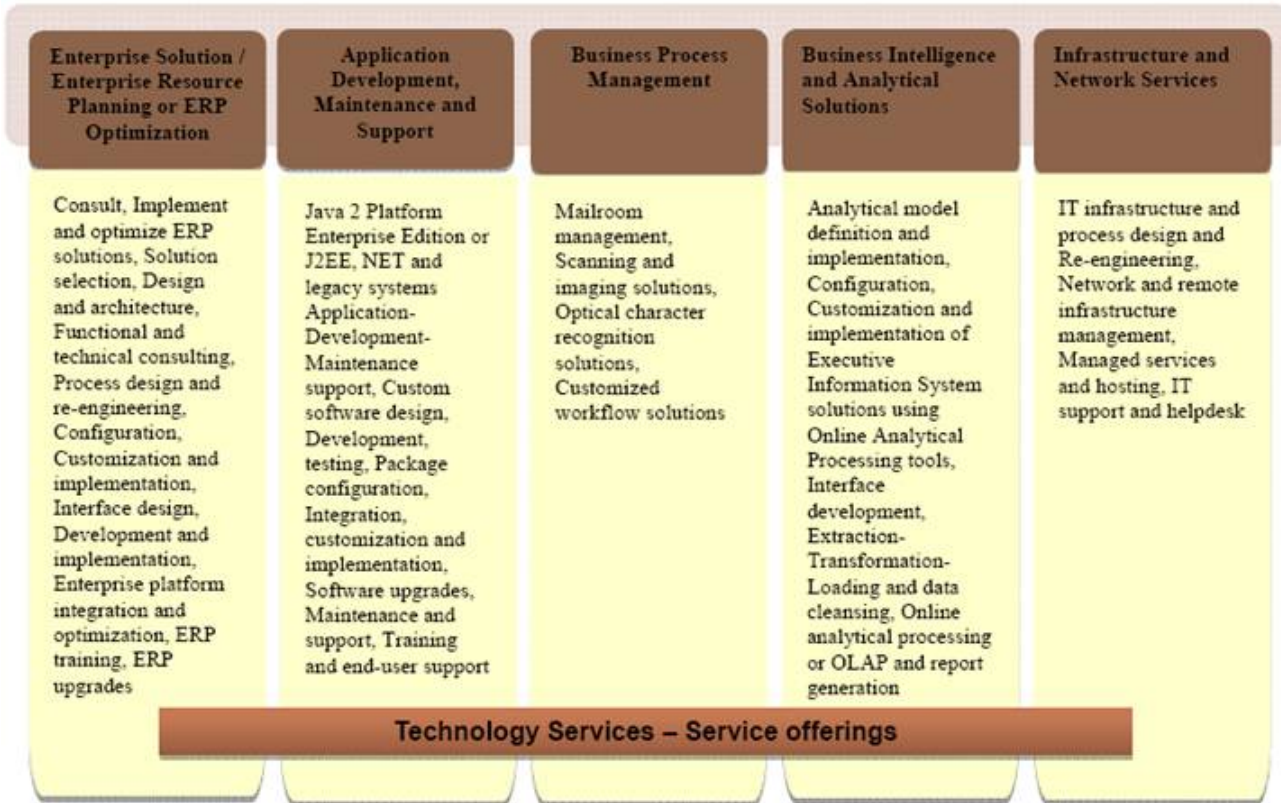 Enterprise Solution /
Enterprise Resource
Planning or ERP
Optimization
Consult, Implement
and optimize ERP
solutions, Solution
selection, Design
and architecture,
Functional and
technical consulting,
Process design and
re-engineering,
Configuration,
Customization and
implementation,
Interface design,
Development and
implementation,
Enterprise platform
integration and
optimization, ERP
training, ERP
upgrades
Application
Development,
Maintenance and
Support
Java 2 Platform
Enterprise Edition or
J2EE, NET and
legacy systems
Application-
Development-
Maintenance
support, Custom
software design,
Development,
testing, Package
configuration,
Integration,
customization and
implementation,
Software upgrades,
Maintenance and
support, Training
and end-user support
Business Process
Management
Mailroom
management,
Scanning and
imaging solutions,
Optical character
recognition
solutions,
Customized
workflow solutions
Business Intelligence
and Analytical
Solutions
Analytical model
definition and
implementation,
Configuration,
Customization and
implementation of
Executive
Information System
solutions using
Online Analytical
Processing tools,
Interface
development,
Extraction-
Transformation-
Loading and data
cleansing, Online
analytical processing
or OLAP and report
generation
Infrastructure and
Network Services
IT infrastructure and
process design and
Re-engineering,
Network and remote
infrastructure
management,
Managed services
and hosting, IT
support and helpdesk
Technology Services – Service offerings